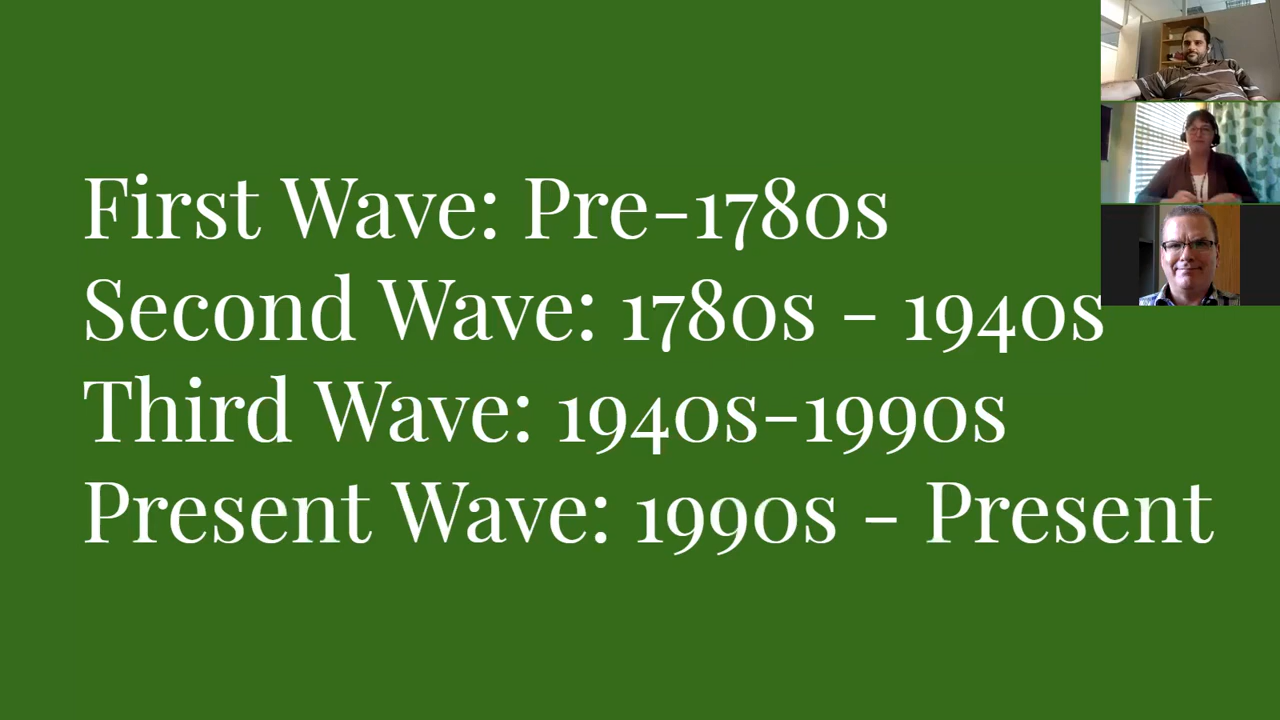 First Wave: Pre-1780s
Second Wave: 1780s - 1940s
Third Wave: 1940s-1990s
Present Wave: 1990s - Present